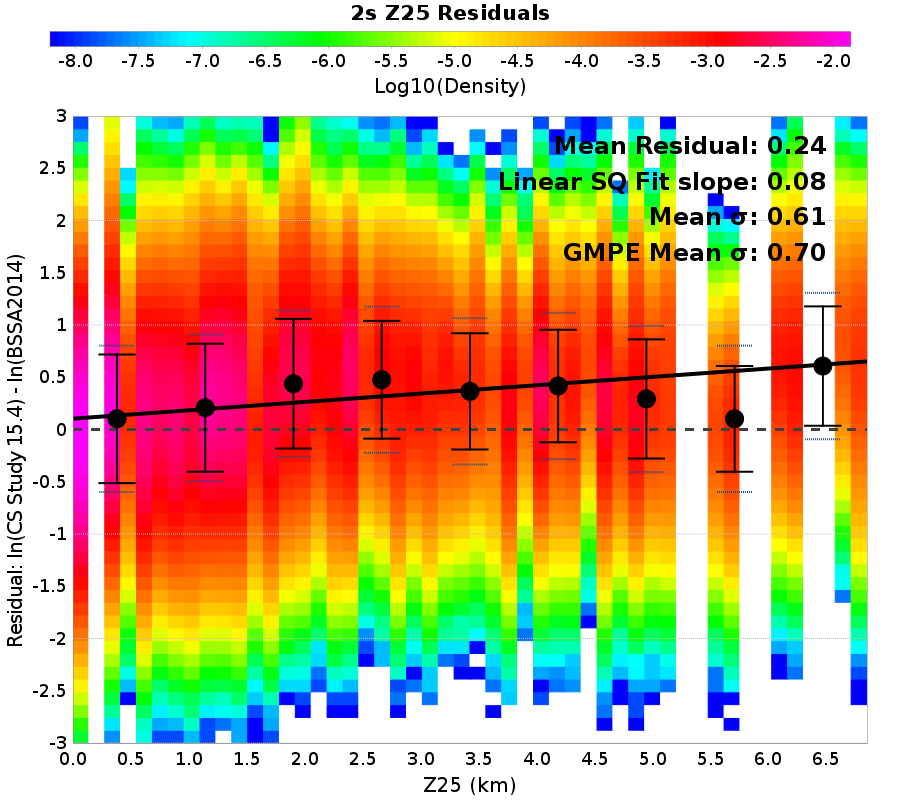 2s Z25 Residuals
-8.0 -7.5 -7.0 -6.5 -6.0 -5.5 -5.0 -4.5 -4.0 -3.5 -3.0 -2.5 -2.0
Log10(Density)
Mean Residual: 0.24
Linear SQ Fit slope: 0.08
Mean σ: 0.61
GMPE Mean σ: 0.70
Residual: ln(CS Study 15.4) - ln(BSSA2014)
3
2.5
2
1.5
1
0.5
0
-0.5
-1
-1.5
-2
-2.5
-3
0.0 0.5 1.0 1.5 2.0 2.5 3.0 3.5 4.0 4.5 5.0 5.5 6.0 6.5
Z25 (km)